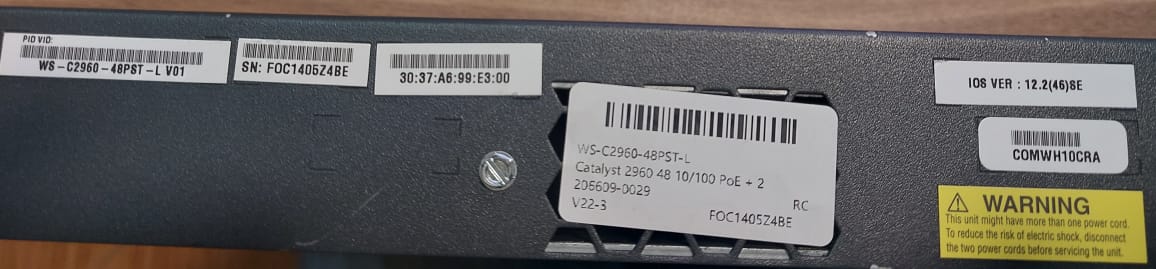 PID VID:
WS-C2960-48PST-L V01
SN: FOC1405Z4BE
30:37:A6:99:E3:00
WS-C2960-48PST-L
Catalyst 2960 48 10/100 PoE + 2
206609-0029
RC
V22-3
FOC1405Z4BE
IOS VER : 12.2(46)SE
COMWH10CRA
WARNING
This unit might have more than one power cord.
To reduce the risk of electric shock, disconnect
the two power cords before servicing the unit.